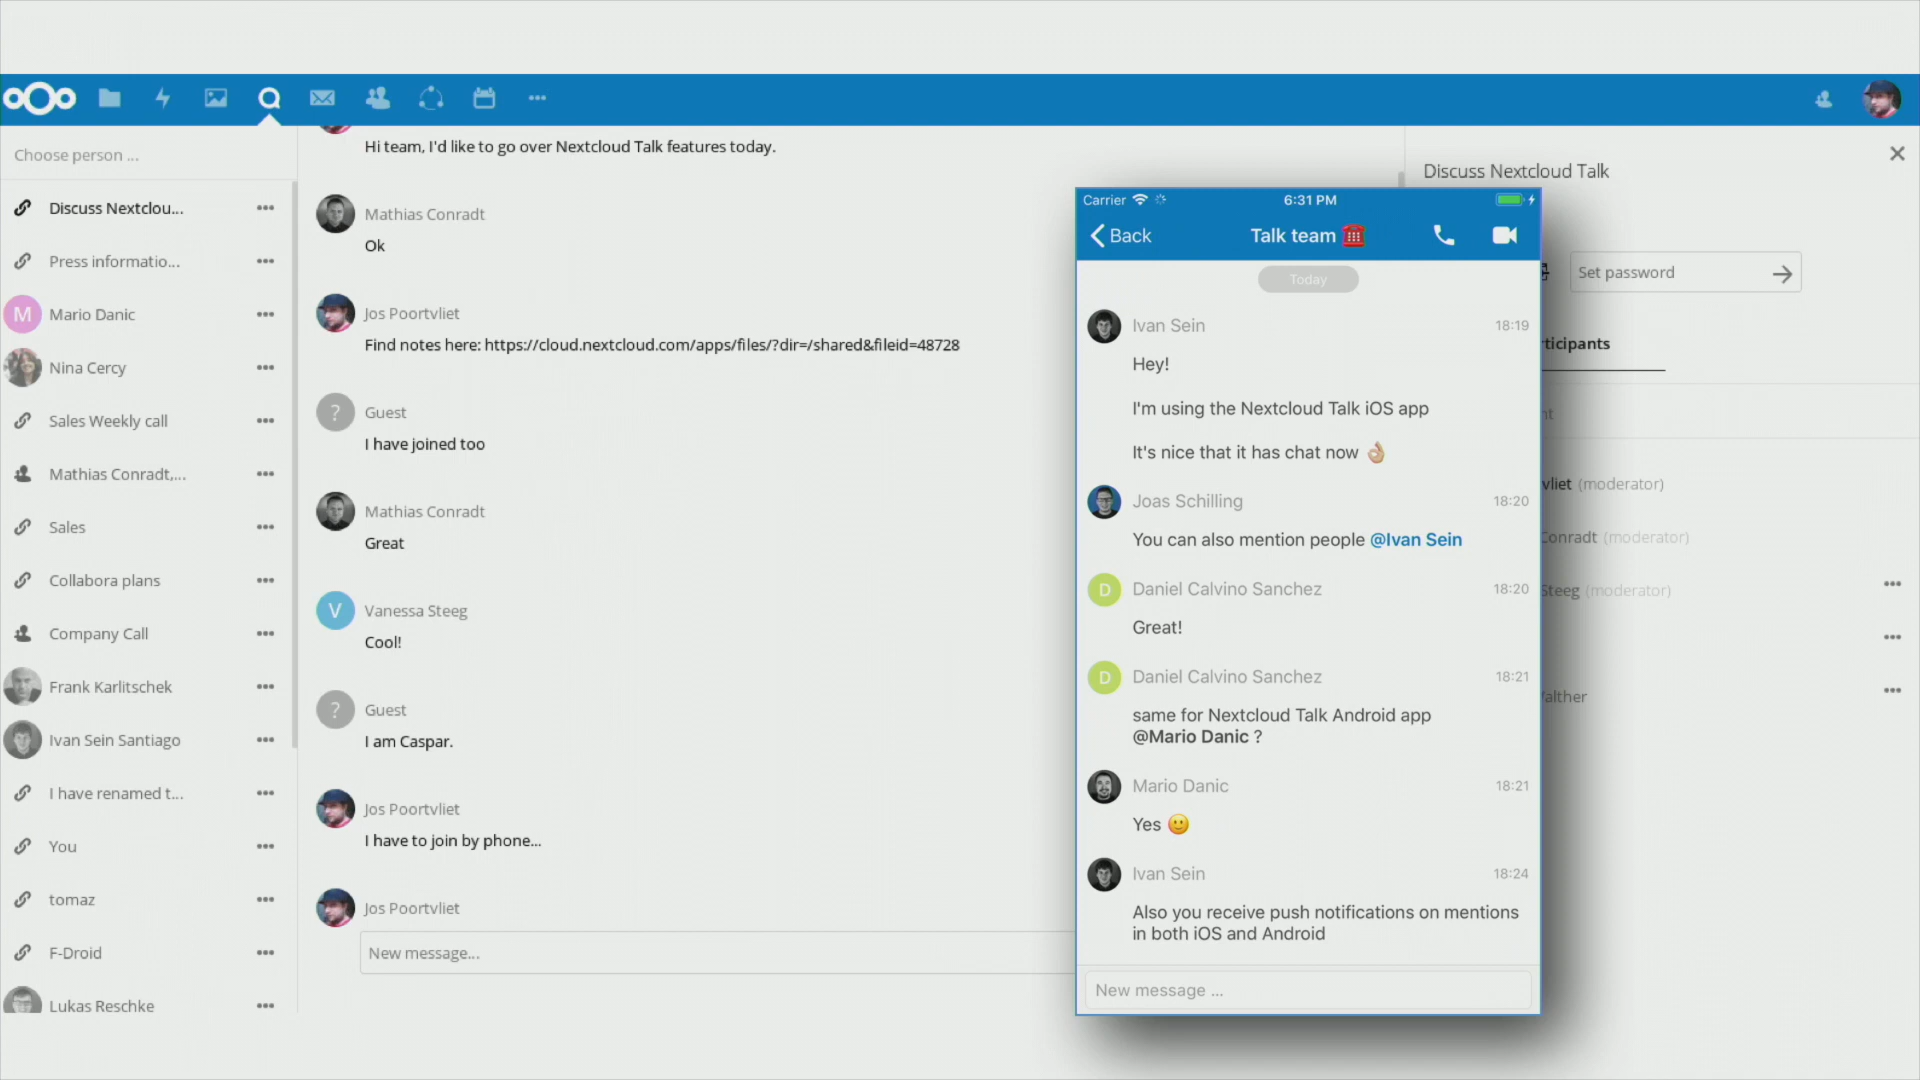 Choose person ...
Discuss Nextclou...
Press informatio...
M
Mario Danic
Nina Cercy
Sales Weekly call
Mathias Conradt,...
Sales
Collabora plans
Company Call
Frank Karlitschek
Ivan Sein Santiago
I have renamed t...
You
tomaz
F-Droid
Lukas Reschke
Hi team, I'd like to go over Nextcloud Talk features today.
Mathias Conradt
Ok
Jos Poortvliet
Find notes here: https://cloud.nextcloud.com/apps/files/?dir=/shared&fileid=48728
?
Guest
I have joined too
Mathias Conradt
Great
V
Vanessa Steeg
Cool!
?
Guest
I am Caspar.
Jos Poortvliet
I have to join by phone...
Jos Poortvliet
New message...
Carrier
6:31 PM
Back
Talk team
Today
Ivan Sein
18:19
Hey!
I'm using the Nextcloud Talk iOS app
It's nice that it has chat now 👌🏼
Joas Schilling
18:20
You can also mention people @Ivan Sein
D
Daniel Calvino Sanchez
18:20
Great!
D
Daniel Calvino Sanchez
18:21
same for Nextcloud Talk Android app
@Mario Danic ?
Mario Danic
18:21
Yes 🙂
Ivan Sein
18:24
Also you receive push notifications on mentions
in both iOS and Android
New message ...
Discuss Nextcloud Talk
Set password
ticipants
nt
vliet (moderator)
Conradt (moderator)
Steeg (moderator)
alther